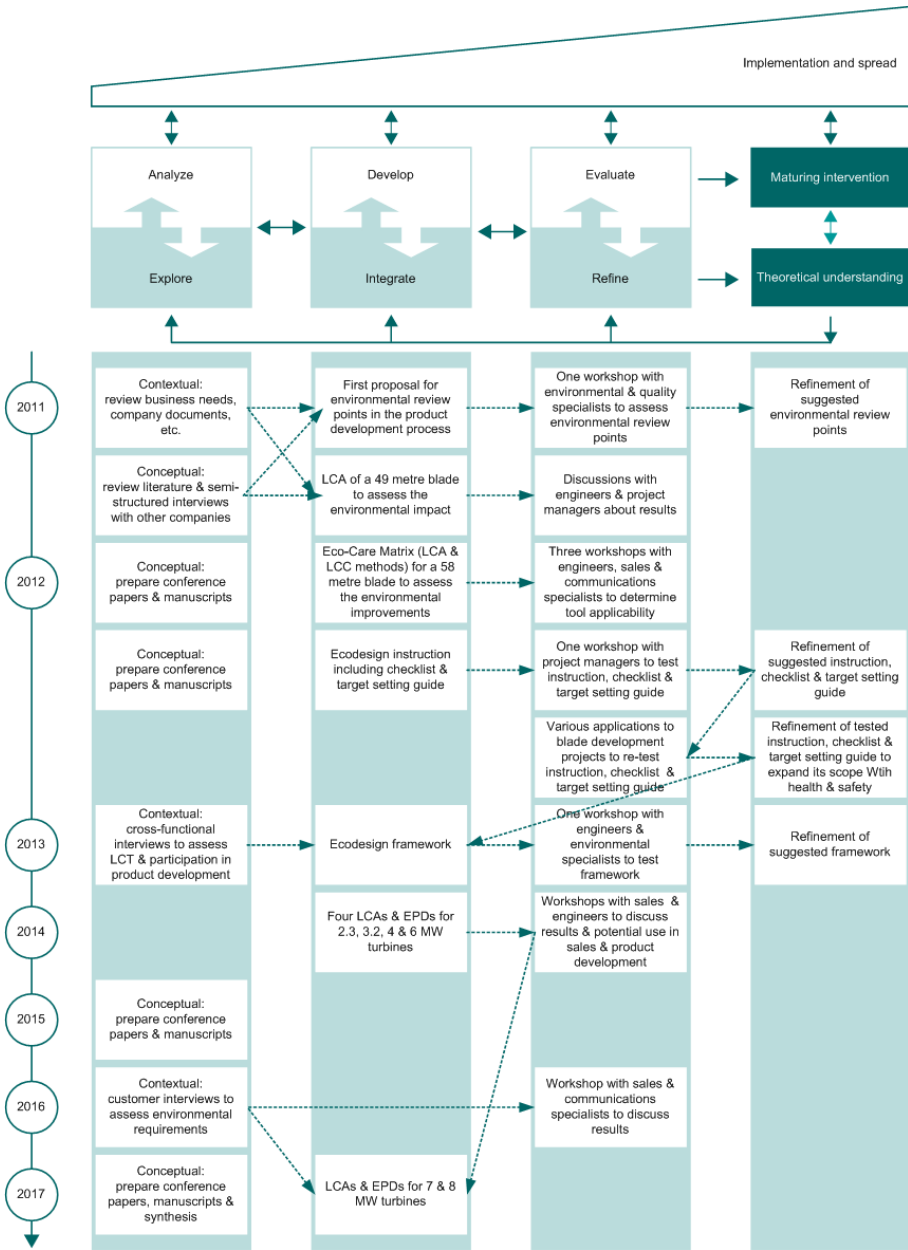 Implementation and spread
Analyze
Explore
Develop
Integrate
Evaluate
Refine
Maturing intervention
Theoretical understanding
2011
Contextual:
review business needs,
company documents,
etc.
First proposal for
environmental review
points in the product
development process
One workshop with
environmental & quality
specialists to assess
environmental review
points
Refinement of
suggested
environmental review
points
Conceptual:
review literature & semi-
structured interviews
with other companies
LCA of a 49 metre blade
to assess the
environmental impact
Discussions with
engineers & project
managers about results
2012
Conceptual:
prepare conference
papers & manuscripts
Eco-Care Matrix (LCA &
LCC methods) for a 58
metre blade to assess
the environmental
improvements
Three workshops with
engineers, sales &
communications
specialists to determine
tool applicability
Conceptual:
prepare conference
papers & manuscripts
Ecodesign instruction
including checklist &
target setting guide
One workshop with
project managers to test
instruction, checklist &
target setting guide
Refinement of
suggested instruction,
checklist & target setting
guide
Various applications to
blade development
projects to re-test
instruction, checklist &
target setting guide
Refinement of tested
instruction, checklist &
target setting guide to
expand its scope Wtih
health & safety
2013
Contextual:
cross-functional
interviews to assess
LCT & participation in
product development
Ecodesign framework
One workshop with
engineers &
environmental
specialists to test
framework
Refinement of
suggested framework
2014
Four LCAs & EPDs for
2.3, 3.2, 4 & 6 MW
turbines
Workshops with sales &
engineers to discuss
results & potential use in
sales & product
development
2015
Conceptual:
prepare conference
papers & manuscripts
2016
Contextual:
customer interviews to
assess environmental
requirements
Workshop with sales &
communications
specialists to discuss
results
2017
Conceptual:
prepare conference
papers, manuscripts &
synthesis
LCAs & EPDs for 7 & 8
MW turbines